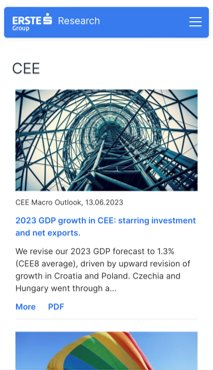 ERSTE Group Research
CEE
CEE Macro Outlook, 13.06.2023
2023 GDP growth in CEE: starring investment
and net exports.
We revise our 2023 GDP forecast to 1.3%
(CEE8 average), driven by upward revision of
growth in Croatia and Poland. Czechia and
Hungary went through a...
More PDF